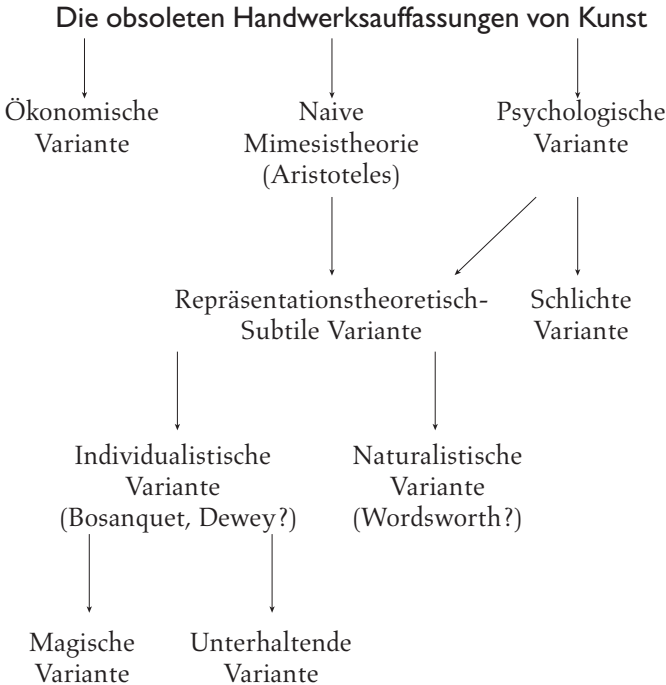 Die obsoleten Handwerksauffassungen von Kunst
Ökonomische
Variante
Naive
Mimesistheorie
(Aristoteles)
Psychologische
Variante
Repräsentationstheoretisch-
Subtile Variante
Schlichte
Variante
Individualistische
Variante
(Bosanquet, Dewey?)
Naturalistische
Variante
(Wordsworth?)
Magische
Variante
Unterhaltende
Variante